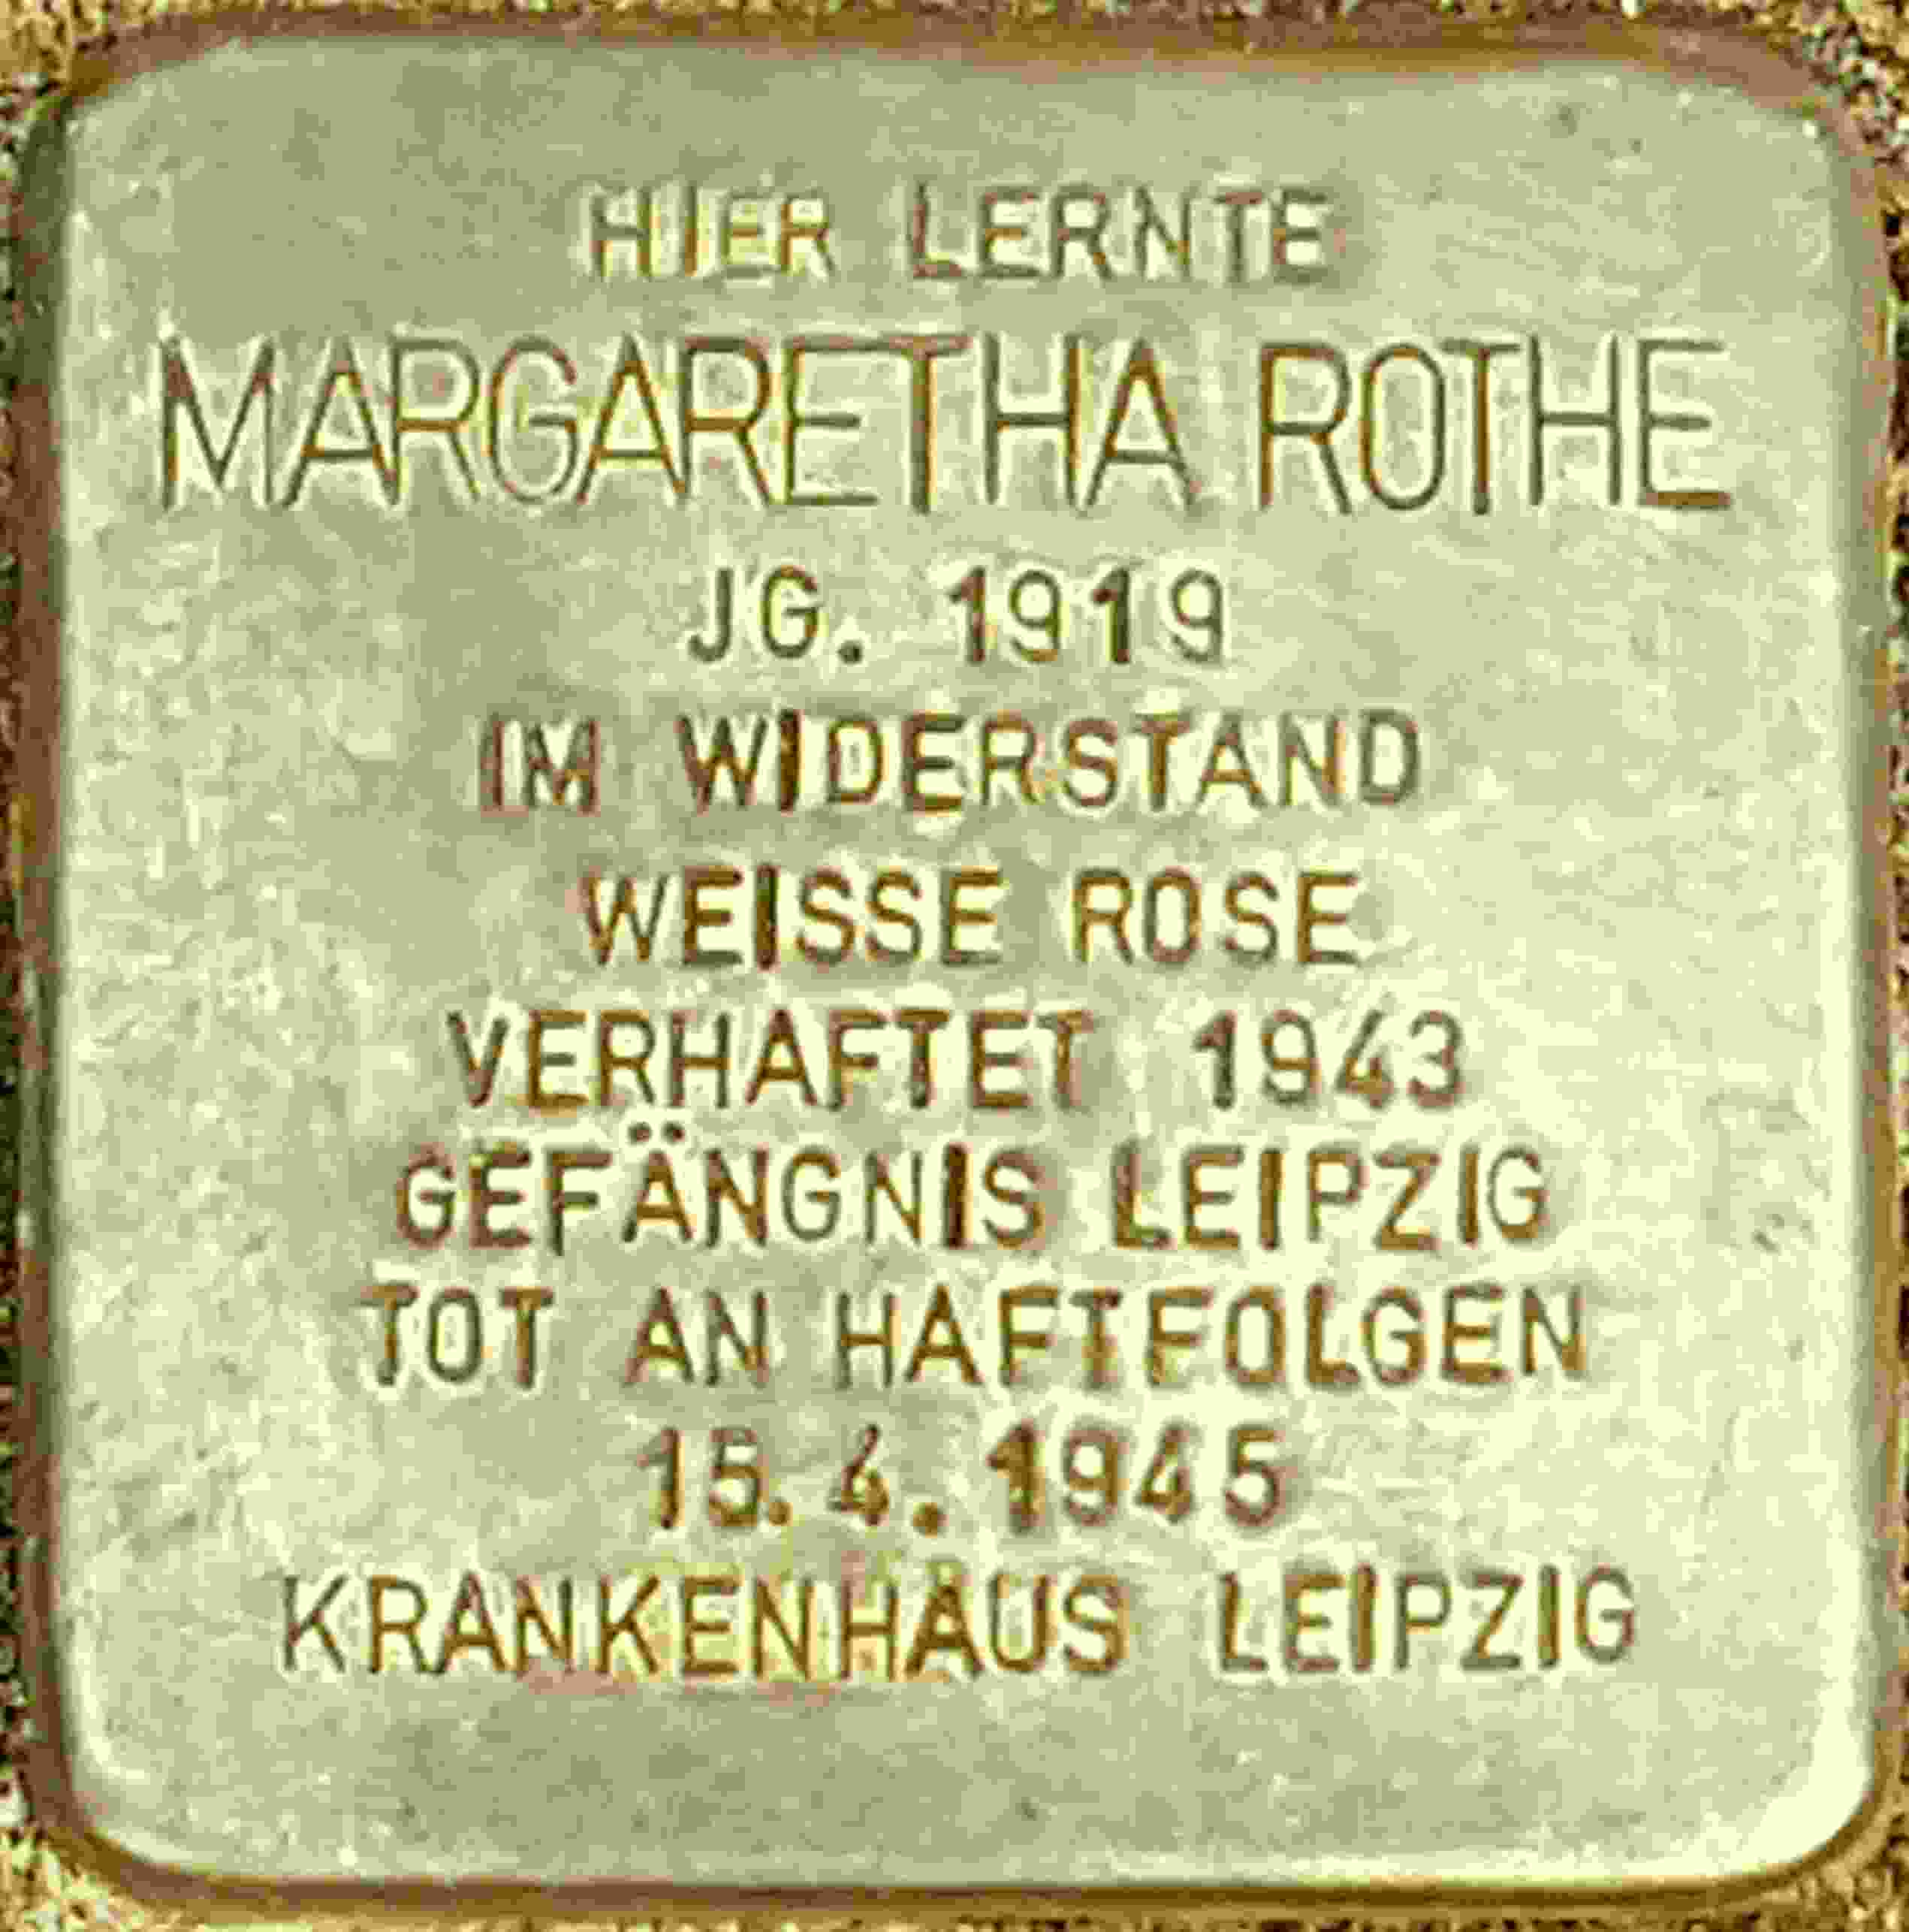 HIER LERNTE
MARGARETHA ROTHE
JG. 1919
IM WIDERSTAND
WEISSE ROSE
VERHAFTET 1943
GEFÄNGNIS LEIPZIG
TOT AN HAFTFOLGEN
15.4.1945
KRANKENHAUS LEIPZIG